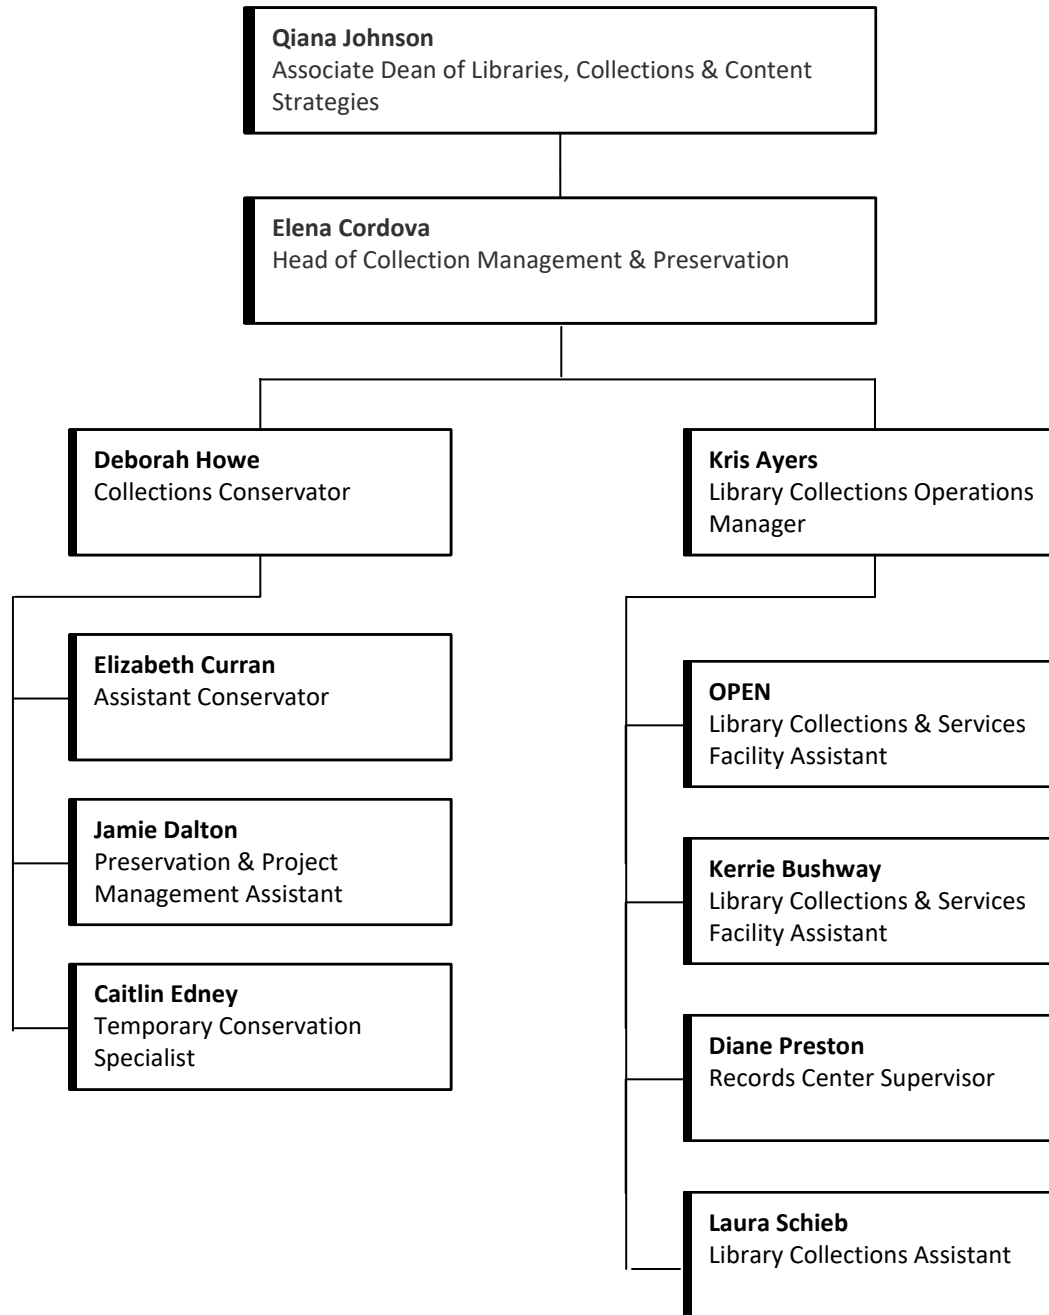 Qiana Johnson
Associate Dean of Libraries, Collections & Content
Strategies
Elena Cordova
Head of Collection Management & Preservation
Deborah Howe
Collections Conservator
Kris Ayers
Library Collections Operations
Manager
Elizabeth Curran
Assistant Conservator
Jamie Dalton
Preservation & Project
Management Assistant
Caitlin Edney
Temporary Conservation
Specialist
OPEN
Library Collections & Services
Facility Assistant
Kerrie Bushway
Library Collections & Services
Facility Assistant
Diane Preston
Records Center Supervisor
Laura Schieb
Library Collections Assistant